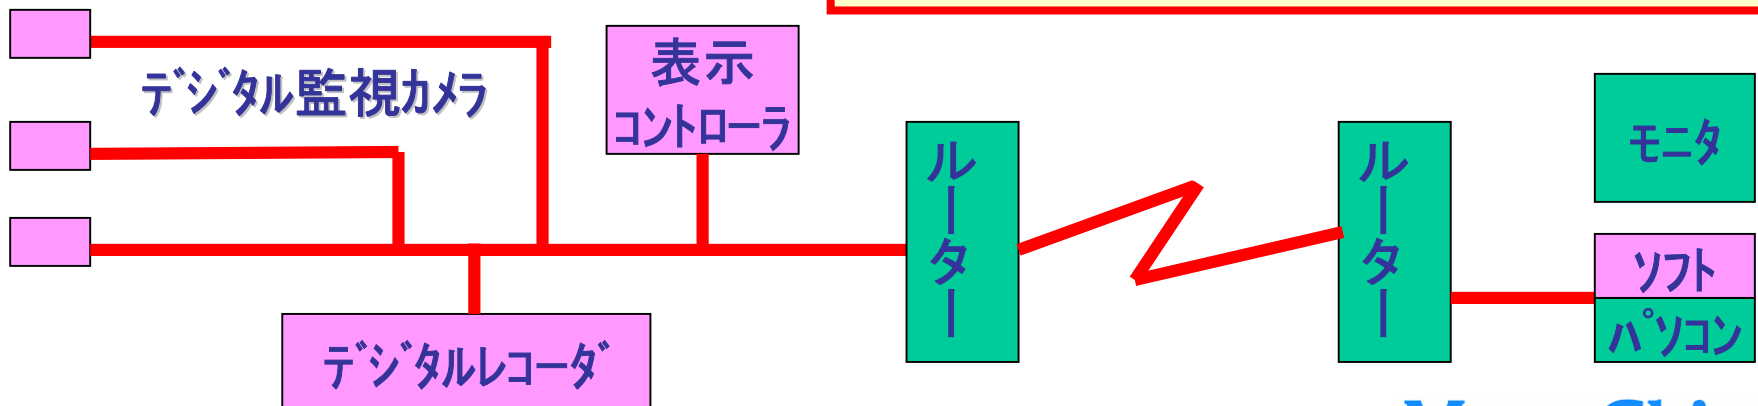 デジタル監視カメラ
表示
コントローラ
ルーター
ルーター
モニタ
ソフト
パソコン
デジタルレコーダ